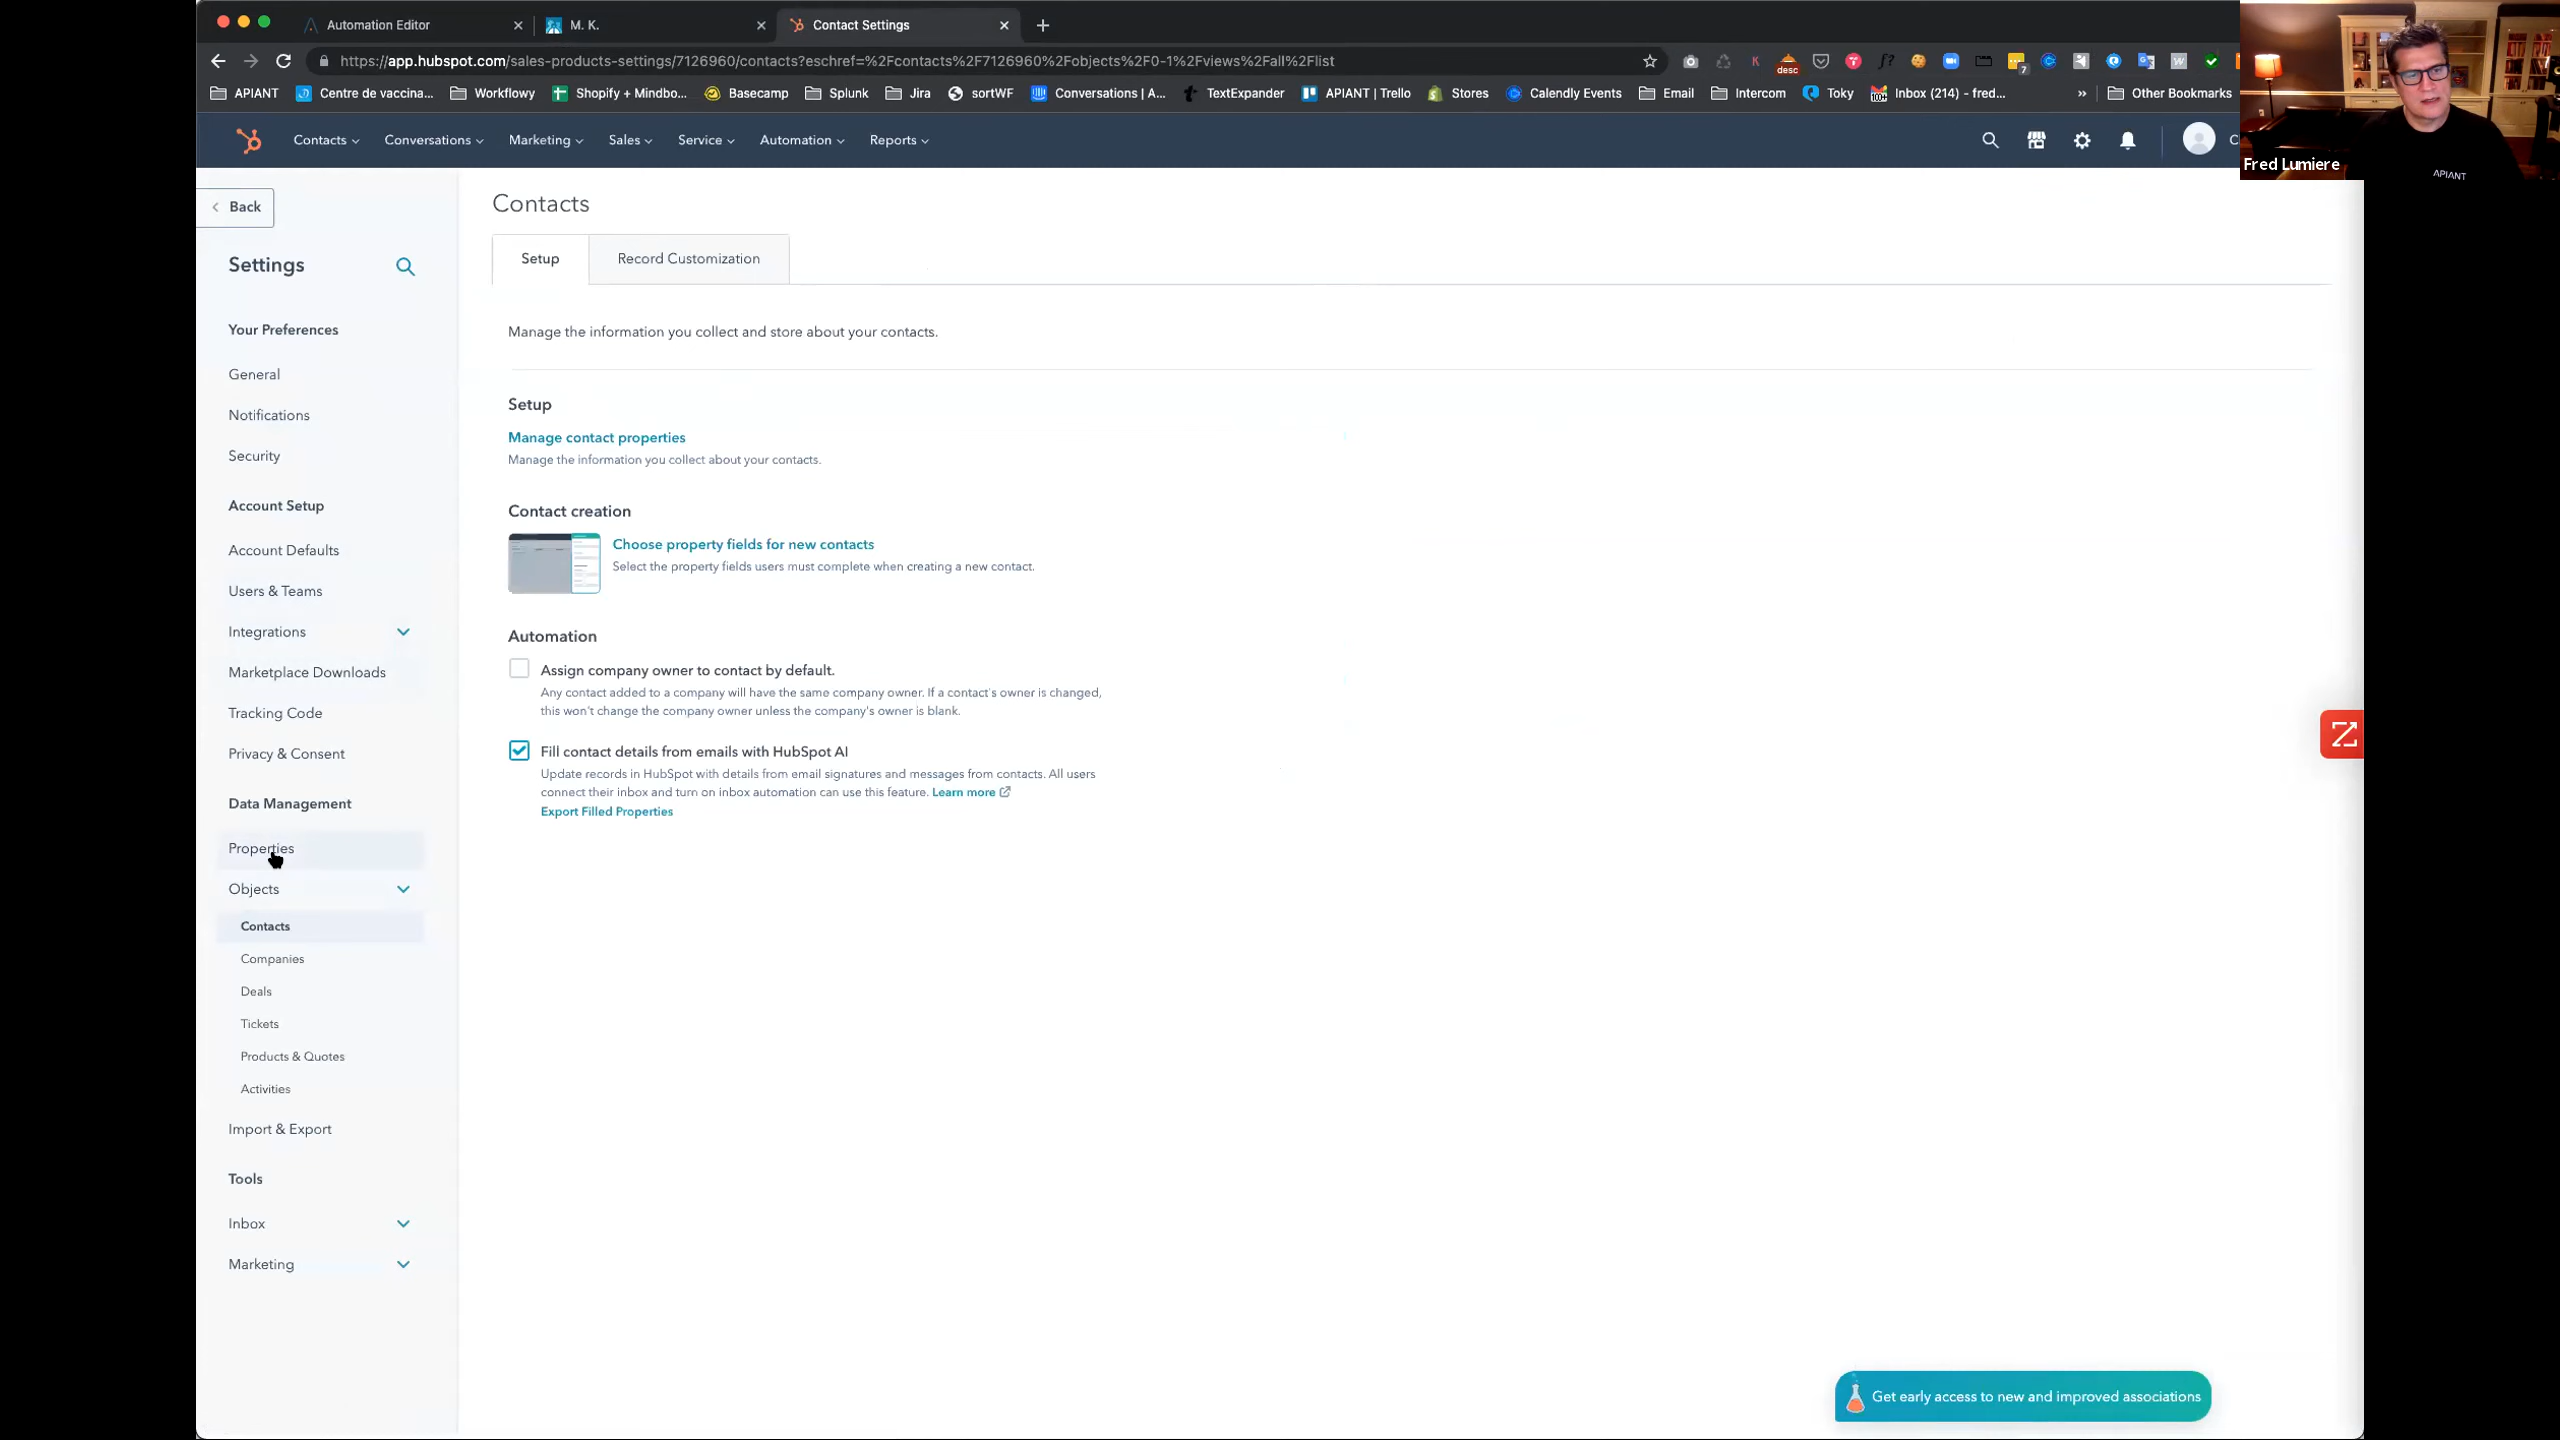 Automation Editor
M. K.
Contact Settings
https://app.hubspot.com/sales-products-settings/7126960/contacts?eschref=%2Fcontacts%2F7126960%2Fobjects%2F0-1%2Fviews%2Fall%2Flist
desc
7
APIANT
Centre de vaccina...
Workflowy
Shopify + Mindbo...
Basecamp
Splunk
Jira
sortWF
Conversations | A...
TextExpander
APIANT | Trello
Stores
Calendly Events
Email
Intercom
Toky
Inbox (214) - fred...
»
Other Bookmarks
Fred Lumiere
APIANT
Contacts
Conversations
Marketing
Sales
Service
Automation
Reports
C
Back
Settings
Your Preferences
General
Notifications
Security
Account Setup
Account Defaults
Users & Teams
Integrations
Marketplace Downloads
Tracking Code
Privacy & Consent
Data Management
Properties
Objects
Contacts
Companies
Deals
Tickets
Products & Quotes
Activities
Import & Export
Tools
Inbox
Marketing
Contacts
Setup
Record Customization
Manage the information you collect and store about your contacts.
Setup
Manage contact properties
Manage the information you collect about your contacts.
Contact creation
Choose property fields for new contacts
Select the property fields users must complete when creating a new contact.
Automation
Assign company owner to contact by default.
Any contact added to a company will have the same company owner. If a contact's owner is changed,
this won't change the company owner unless the company's owner is blank.
Fill contact details from emails with HubSpot AI
Update records in HubSpot with details from email signatures and messages from contacts. All users
connect their inbox and turn on inbox automation can use this feature. Learn more
Export Filled Properties
Get early access to new and improved associations